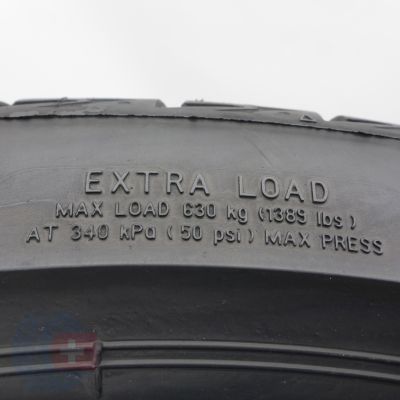 EXTRA LOAD
MAX LOAD 630 kg (1389 lbs)
AT 340 kPa (50 psi) MAX PRESS